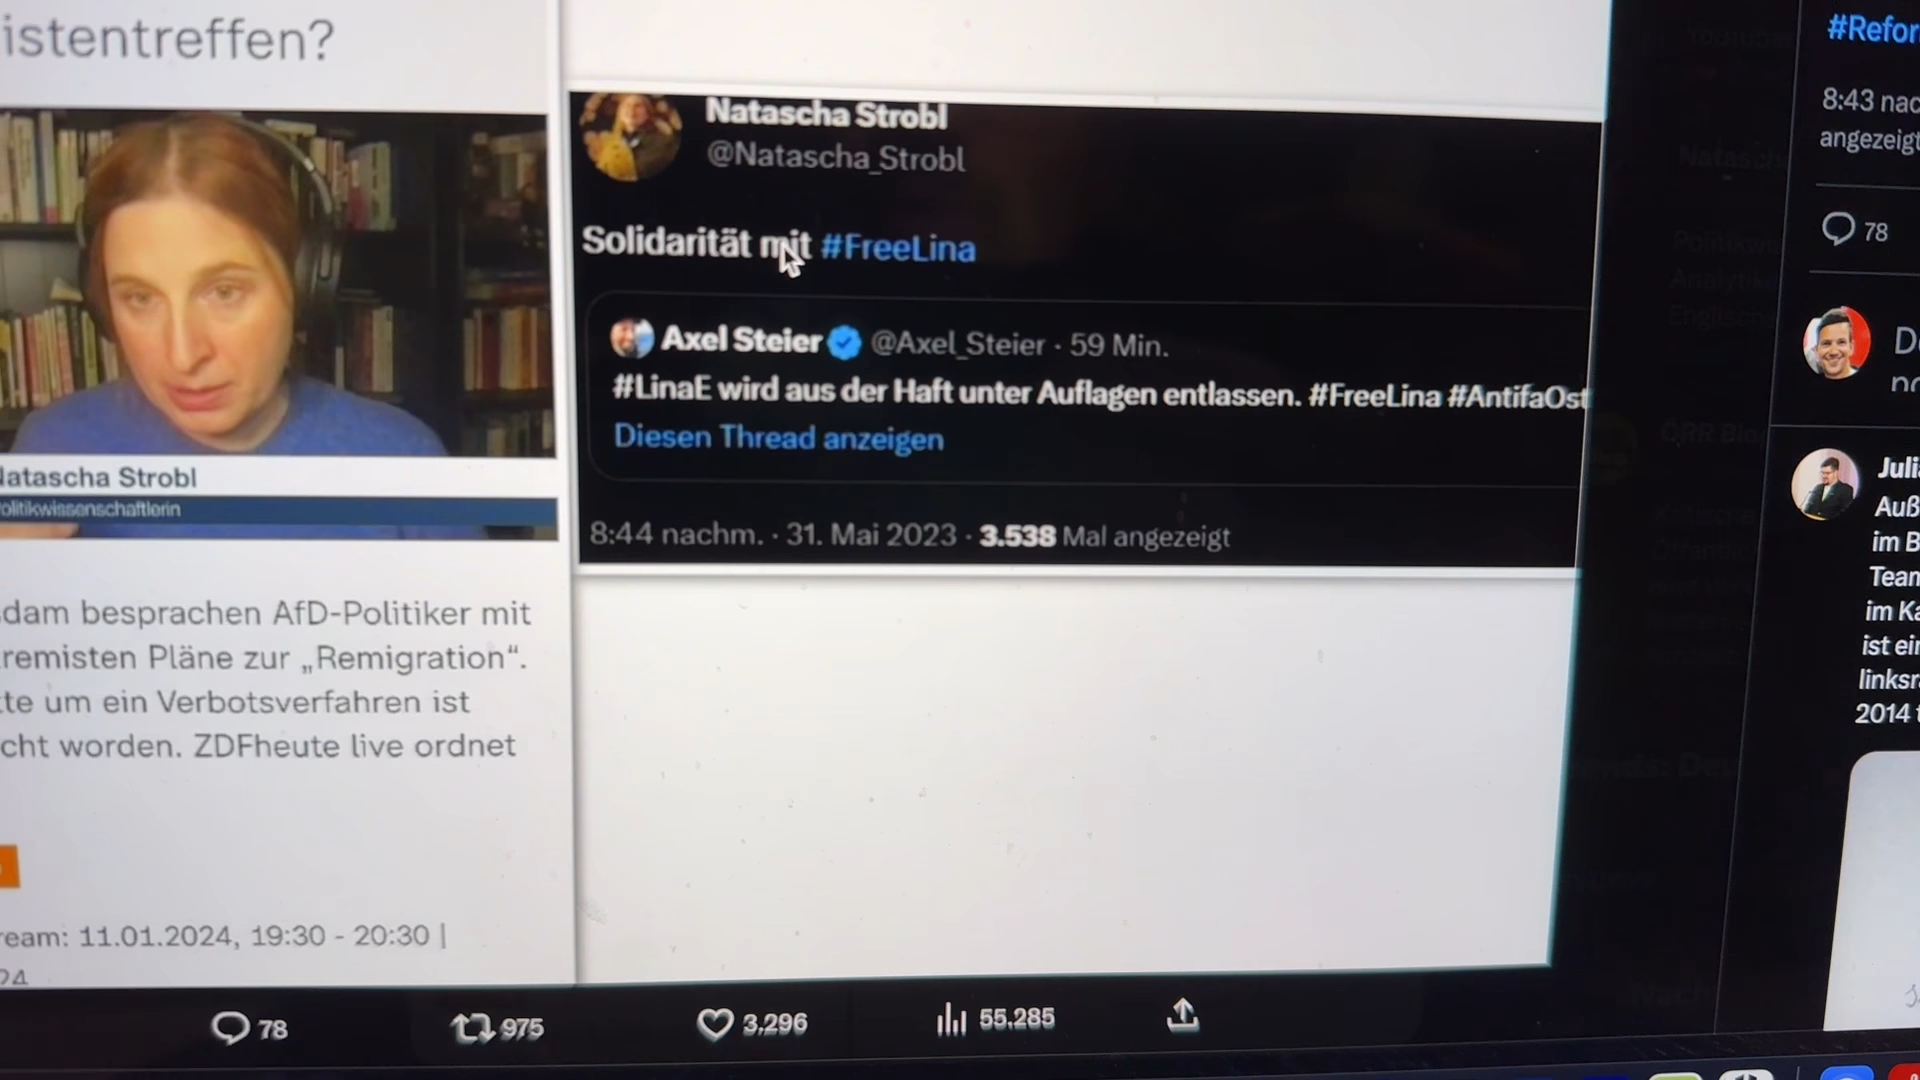 istentreffen?
Natascha Strobl
olitikwissenschaftlerin
dam besprachen AfD-Politiker mit
remisten Pläne zur „Remigration“.
te um ein Verbotsverfahren ist
cht worden. ZDFheute live ordnet
ream: 11.01.2024, 19:30 - 20:30 |
Natascha Strobl
@Natascha_Strobl
Solidarität mit #FreeLina
Axel Steier @Axel_Steier · 59 Min.
#LinaE wird aus der Haft unter Auflagen entlassen. #FreeLina #AntifaOst
Diesen Thread anzeigen
8:44 nachm. · 31. Mai 2023 · 3.538 Mal angezeigt
78 975 3,296 55.285
#Refor
8:43 nac
angezeigt
78
Juli
Auß
im B
Team
im Ka
ist ein
linksr
2014